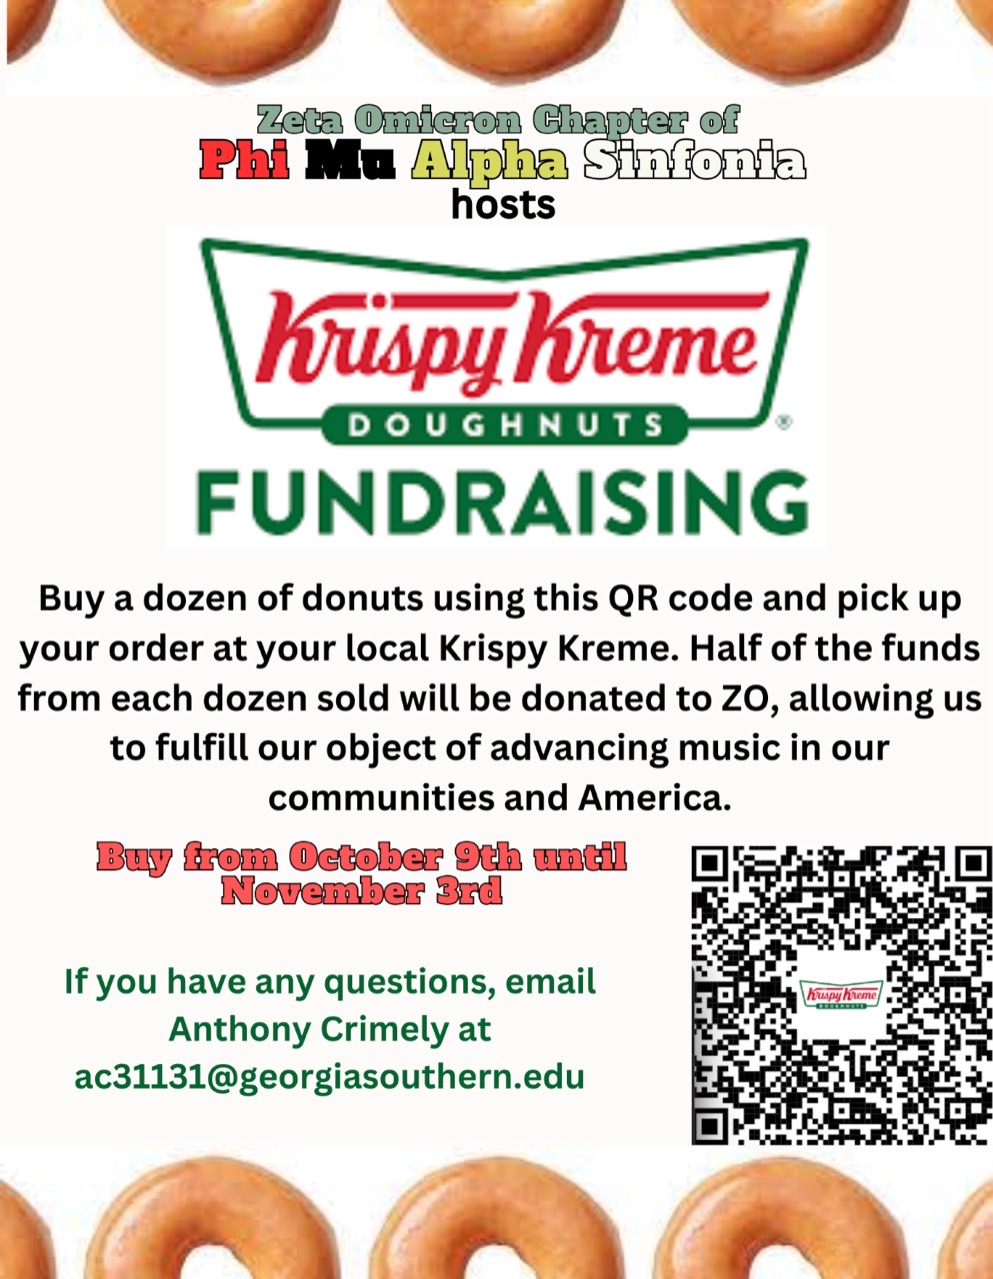 Zeta Omicron Chapter of
Phi Mu Alpha Sinfonia
hosts
Krispy Kreme
DOUGHNUTS ®
FUNDRAISING
Buy a dozen of donuts using this QR code and pick up
your order at your local Krispy Kreme. Half of the funds
from each dozen sold will be donated to ZO, allowing us
to fulfill our object of advancing music in our
communities and America.
Buy from October 9th until
November 3rd
If you have any questions, email
Anthony Crimely at
ac31131@georgiasouthern.edu
Krispy Kreme
DOUGHNUTS